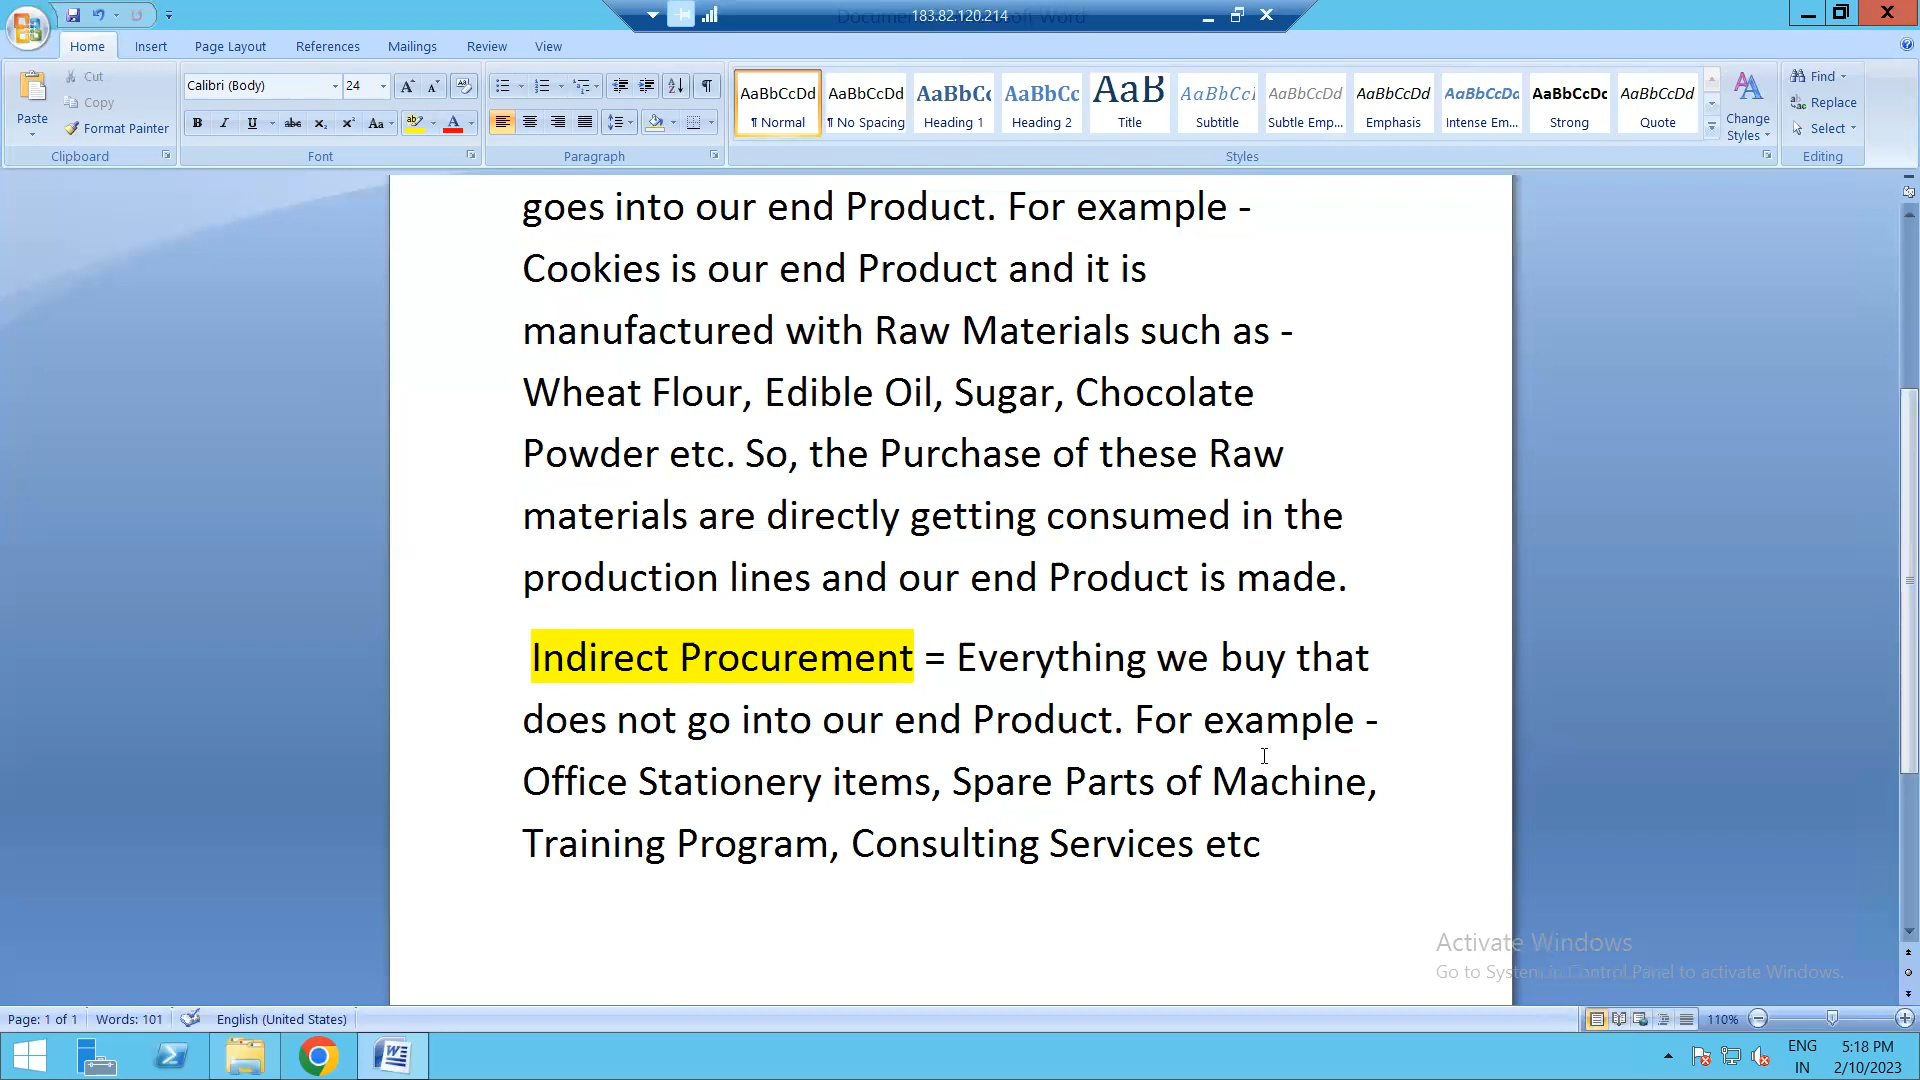 Document1 - Microsoft Word
183.82.120.214
Home Insert Page Layout References Mailings Review View
Paste
Cut
Copy
Format Painter
Clipboard
Calibri (Body) 24
B I U abc X₂ X² Aa
Font
Paragraph
AaBbCcDd AaBbCcDd AaBbCc AaBbCc AaB AaBbCcI AaBbCcDd AaBbCcDd AaBbCcDd AaBbCcDc AaBbCcDd
¶ Normal ¶ No Spacing Heading 1 Heading 2 Title Subtitle Subtle Emp... Emphasis Intense Em... Strong Quote
Styles
Change
Styles
Find
Replace
Select
Editing
goes into our end Product. For example -
Cookies is our end Product and it is
manufactured with Raw Materials such as -
Wheat Flour, Edible Oil, Sugar, Chocolate
Powder etc. So, the Purchase of these Raw
materials are directly getting consumed in the
production lines and our end Product is made.
Indirect Procurement = Everything we buy that
does not go into our end Product. For example -
Office Stationery items, Spare Parts of Machine,
Training Program, Consulting Services etc
Activate Windows
Go to System in Control Panel to activate Windows.
Page: 1 of 1 Words: 101 English (United States) 110%
ENG 5:18 PM
IN 2/10/2023